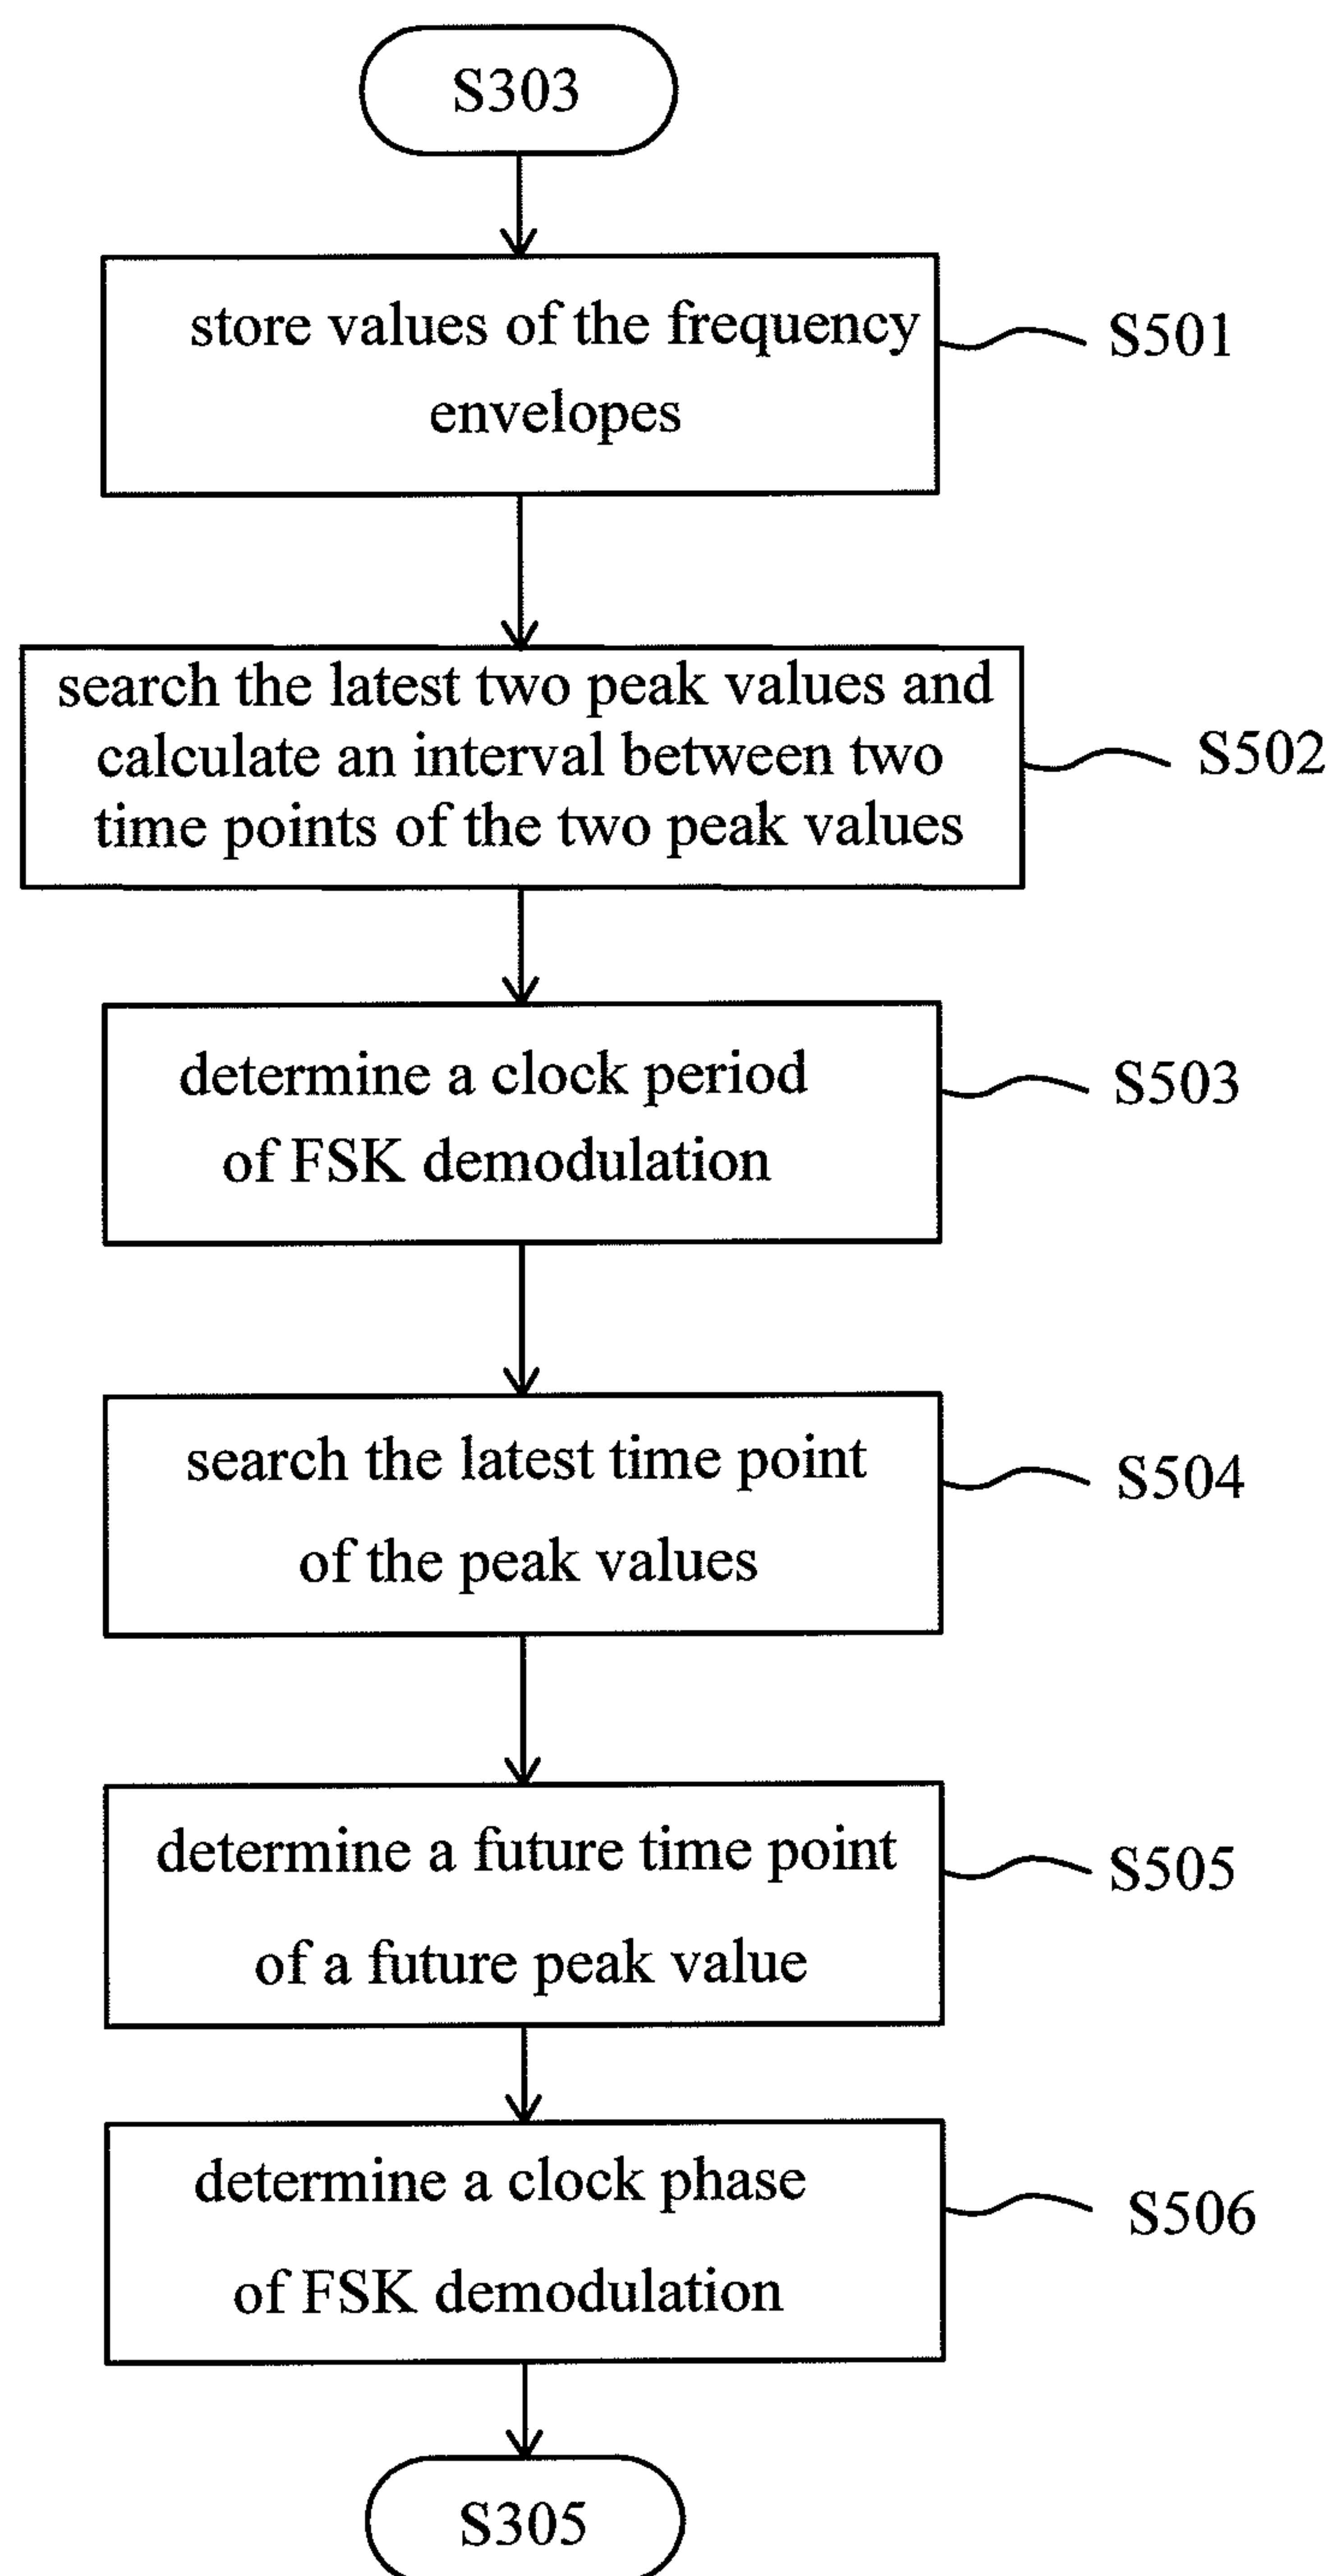 S303
store values of the frequency
envelopes
S501
search the latest two peak values and
calculate an interval between two
time points of the two peak values
S502
determine a clock period
of FSK demodulation
S503
search the latest time point
of the peak values
S504
determine a future time point
of a future peak value
S505
determine a clock phase
of FSK demodulation
S506
S305